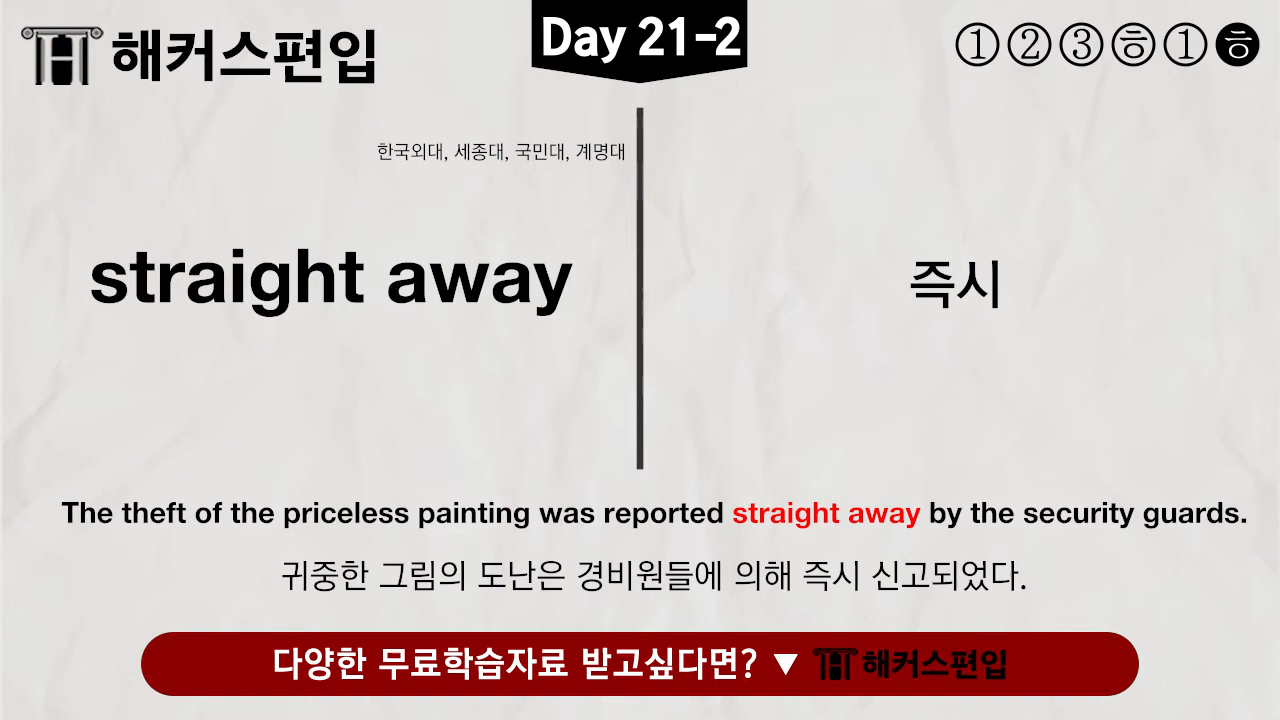 해커스편입
Day 21-2
①②③ㅎ①ㅎ
한국외대, 세종대, 국민대, 계명대
straight away
즉시
The theft of the priceless painting was reported straight away by the security guards.
귀중한 그림의 도난은 경비원들에 의해 즉시 신고되었다.
다양한 무료학습자료 받고싶다면? ▼ 해커스편입